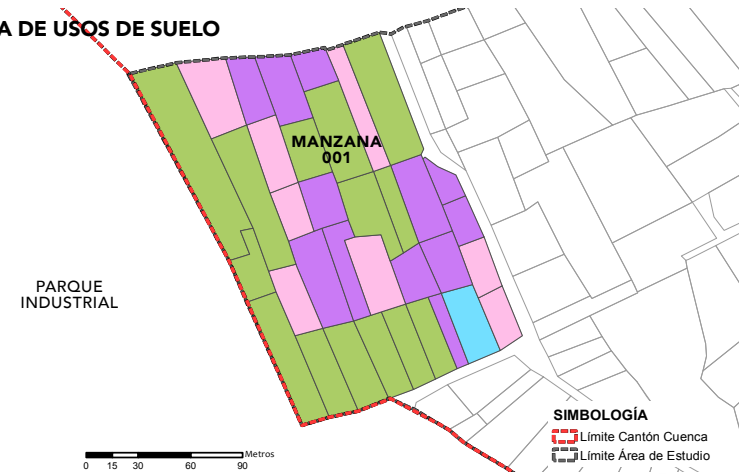 A DE USOS DE SUELO
MANZANA
001
PARQUE
INDUSTRIAL
SIMBOLOGÍA
Límite Cantón Cuenca
Límite Área de Estudio
Metros
0 15 30 60 90